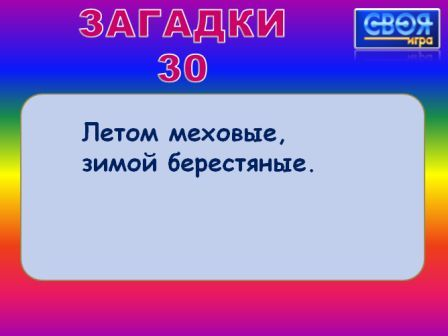 ЗАГАДКИ
30
СВОЯ
игра
Летом меховые,
зимой берестяные.